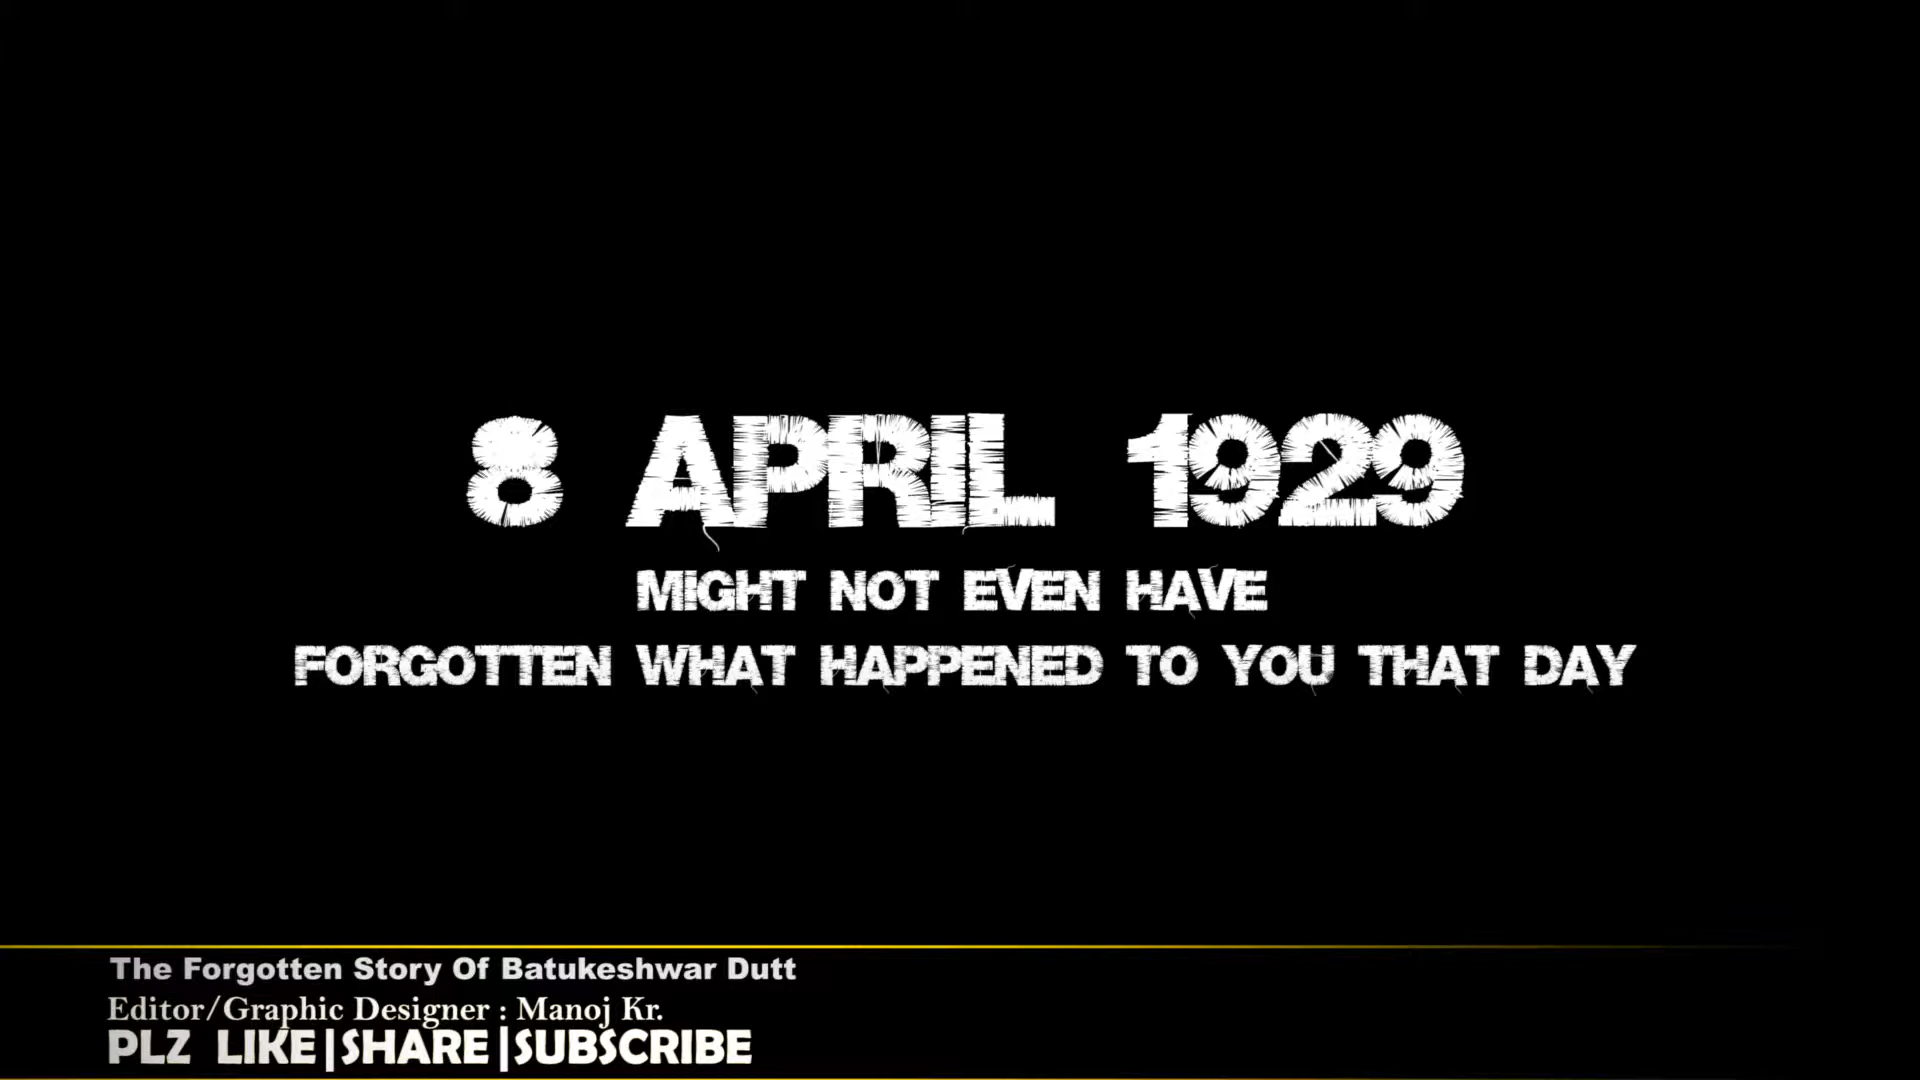 8 APRIL 1929
MIGHT NOT EVEN HAVE
FORGOTTEN WHAT HAPPENED TO YOU THAT DAY
The Forgotten Story Of Batukeshwar Dutt
Editor/Graphic Designer : Manoj Kr.
PLZ LIKE|SHARE|SUBSCRIBE